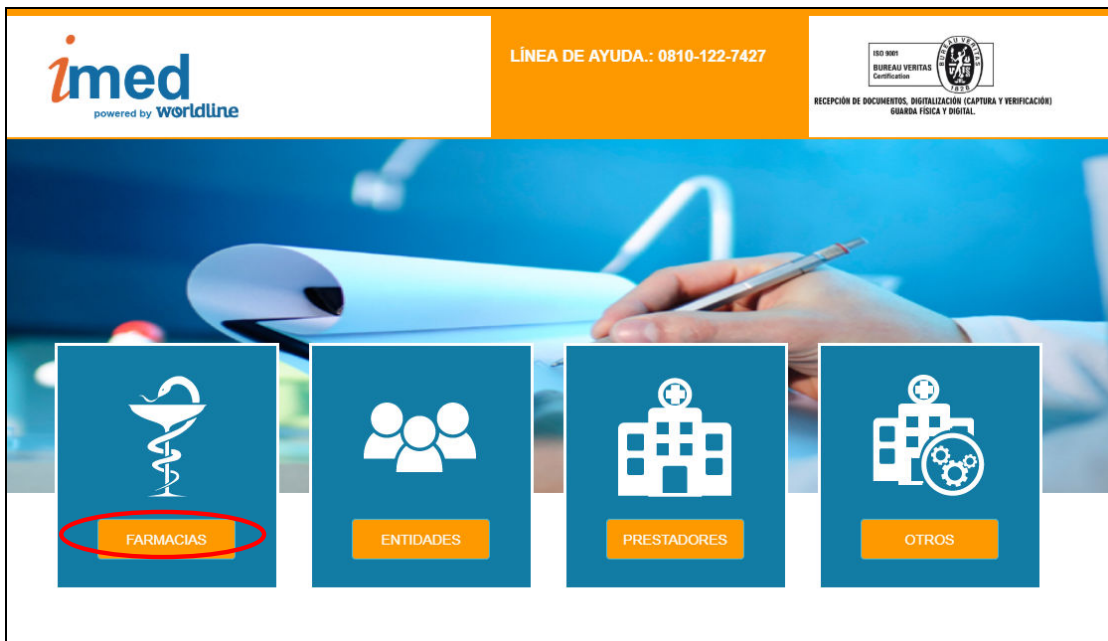 imed
powered by worldline
LÍNEA DE AYUDA.: 0810-122-7427
ISO 9001
BUREAU VERITAS
Certification
BUREAU VERITAS
1828
RECEPCIÓN DE DOCUMENTOS, DIGITALIZACIÓN (CAPTURA Y VERIFICACIÓN)
GUARDA FÍSICA Y DIGITAL.
FARMACIAS
ENTIDADES
PRESTADORES
OTROS